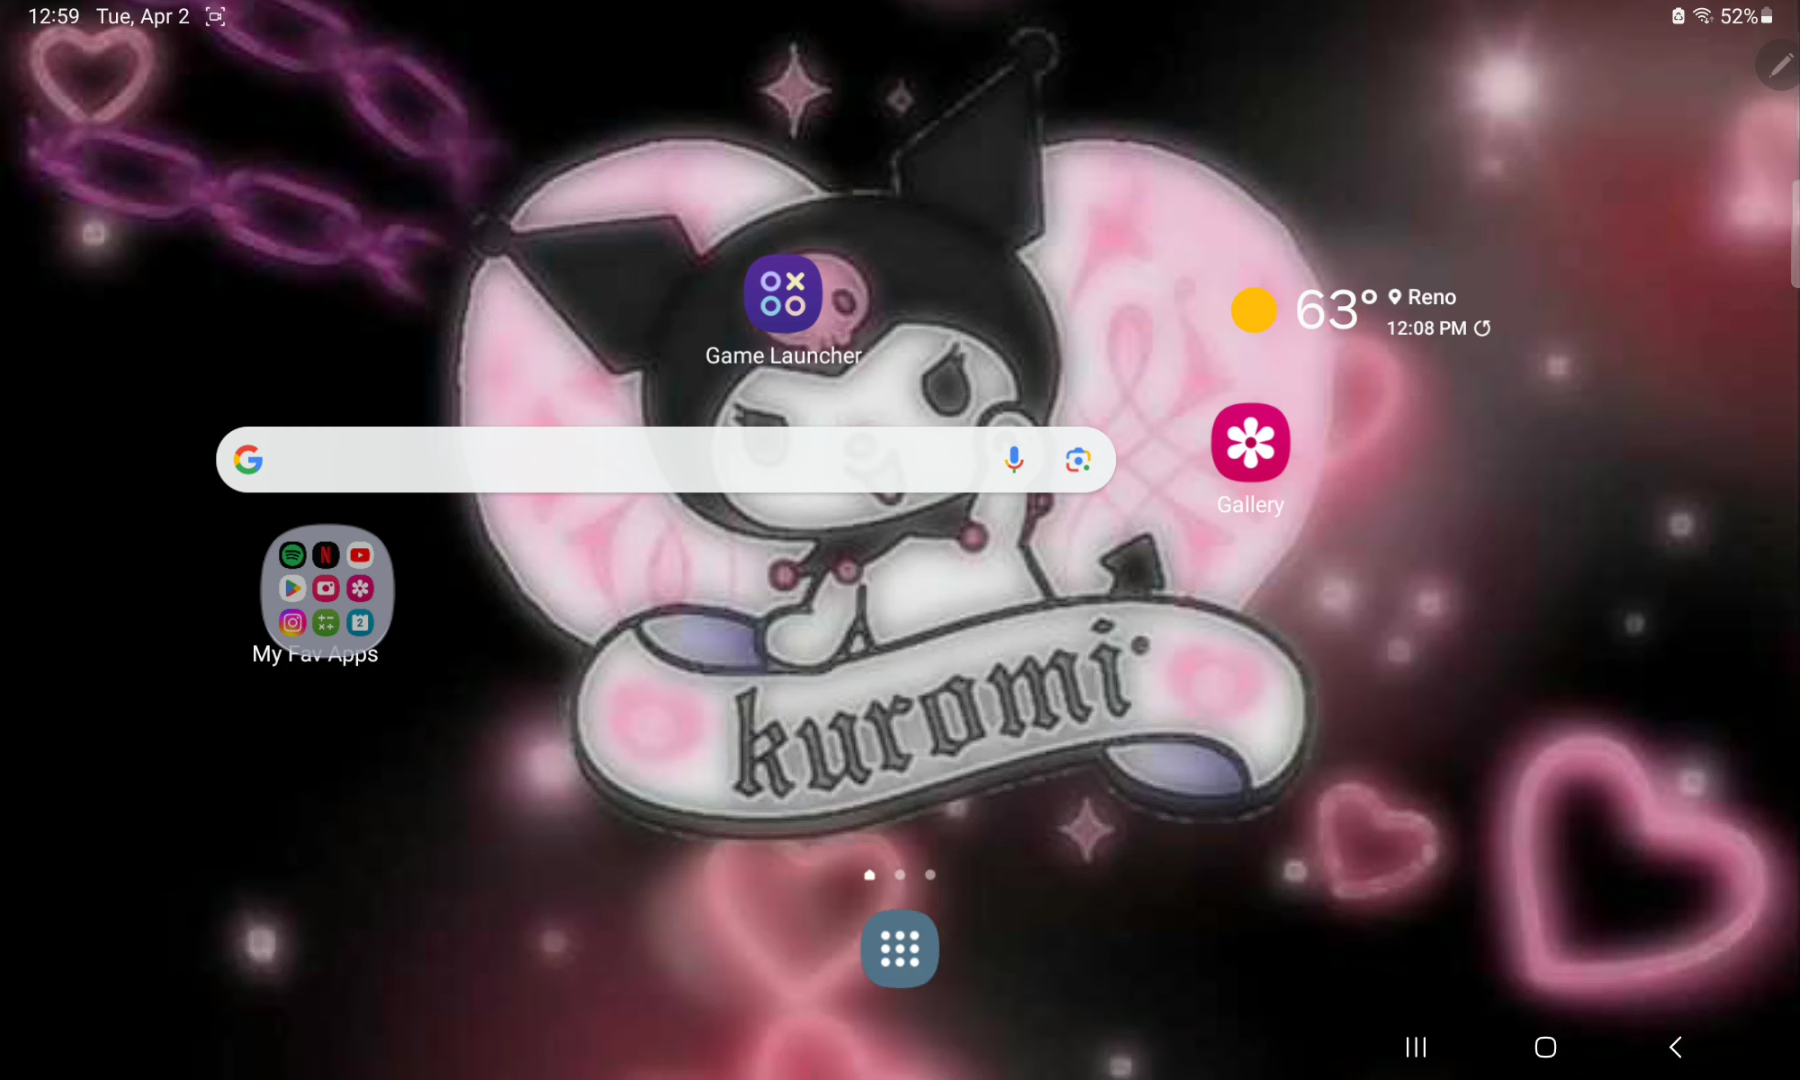 12:59 Tue, Apr 2
52%
Game Launcher
63° Reno
12:08 PM
Gallery
My Fav Apps
kuromi